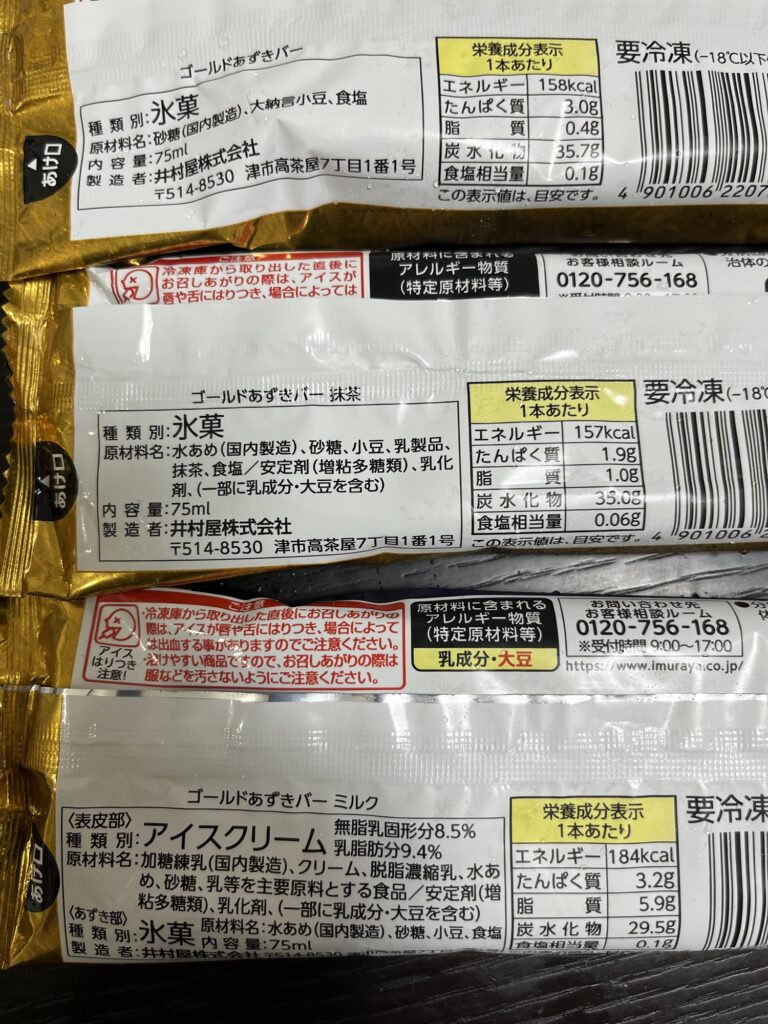 ゴールドあずきバー
種類別:氷菓
原材料名:砂糖(国内製造)、大納言小豆、食塩
内容量:75ml
製造者:井村屋株式会社
〒514-8530 津市高茶屋7丁目1番1号
あけ口
栄養成分表示
1本あたり
エネルギー 158kcal
たんぱく質 3.0g
脂質 0.4g
炭水化物 35.7g
食塩相当量 0.1g
この表示値は、目安です。
要冷凍(-18℃以下
4 901006 2207
ご注意
冷凍庫から取り出した直後に
お召しあがりの際は、アイスが
唇や舌にはりつき、場合によっては
原材料に含まれる
アレルギー物質
(特定原材料等)
お客様相談ルーム
0120-756-168
治体の
ゴールドあずきバー 抹茶
種類別:氷菓
原材料名:水あめ(国内製造)、砂糖、小豆、乳製品、
抹茶、食塩/安定剤(増粘多糖類)、乳化
剤、(一部に乳成分・大豆を含む)
内容量:75ml
製造者:井村屋株式会社
〒514-8530 津市高茶屋7丁目1番1号
あけ口
栄養成分表示
1本あたり
エネルギー 157kcal
たんぱく質 1.9g
脂質 1.0g
炭水化物 35.0g
食塩相当量 0.06g
この表示値は、目安です。
要冷凍(-18℃
4 901006
ご注意
・冷凍庫から取り出した直後にお召しあがりの
際は、アイスが唇や舌にはりつき、場合によって
は出血する事がありますのでご注意ください。
・溶けやすい商品ですので、お召しあがりの際は
服などを汚さないようにご注意ください。
アイス
はりつき
注意!
原材料に含まれる
アレルギー物質
(特定原材料等)
乳成分・大豆
お問い合わせ先
お客様相談ルーム
0120-756-168
※受付時間 9:00〜17:00
https://www.imuraya.co.jp/
ゴールドあずきバー ミルク
〈表皮部〉
種類別:アイスクリーム 無脂乳固形分8.5%
乳脂肪分9.4%
原材料名:加糖練乳(国内製造)、クリーム、脱脂濃縮乳、水あ
め、砂糖、乳等を主要原料とする食品/安定剤(増
粘多糖類)、乳化剤、(一部に乳成分・大豆を含む)
〈あずき部〉
種類別:氷菓 原材料名:水あめ(国内製造)、砂糖、小豆、食塩
内容量:75ml
製造者:井村屋株式会社 〒514-8530
あけ口
栄養成分表示
1本あたり
エネルギー 184kcal
たんぱく質 3.2g
脂質 5.9g
炭水化物 29.5g
食塩相当量 0.1g
要冷凍